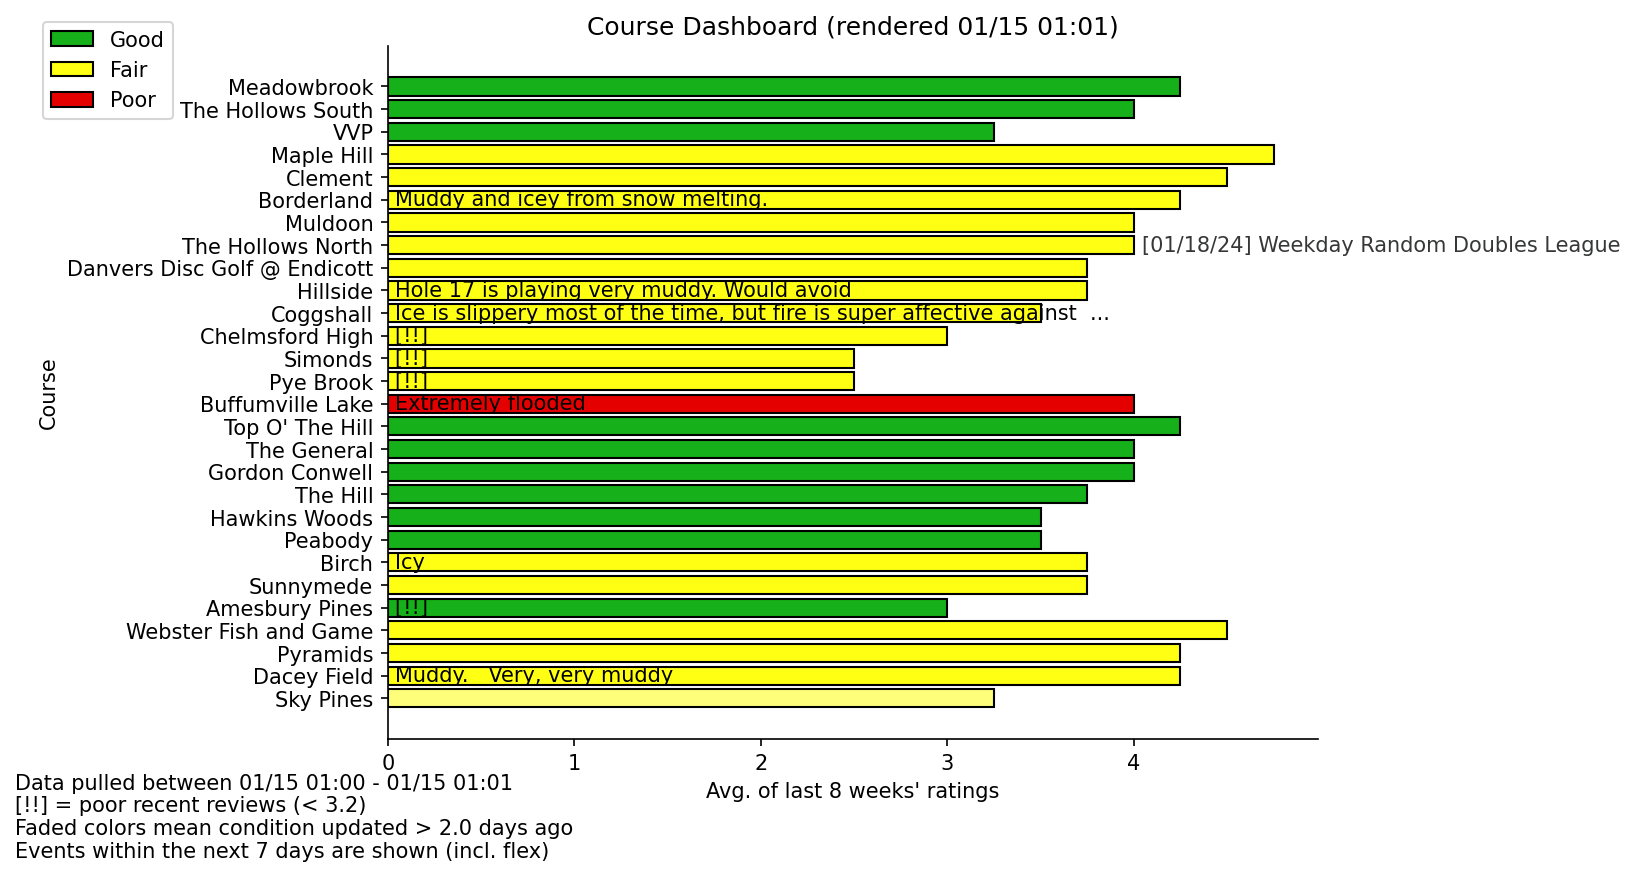 Course Dashboard (rendered 01/15 01:01)
Good
Fair
Poor
Course
Meadowbrook
The Hollows South
VVP
Maple Hill
Clement
Borderland Muddy and icey from snow melting.
Muldoon
The Hollows North [01/18/24] Weekday Random Doubles League
Danvers Disc Golf @ Endicott
Hillside Hole 17 is playing very muddy. Would avoid
Coggshall Ice is slippery most of the time, but fire is super affective against ...
Chelmsford High [!!]
Simonds [!!]
Pye Brook [!!]
Buffumville Lake Extremely flooded
Top O' The Hill
The General
Gordon Conwell
The Hill
Hawkins Woods
Peabody
Birch Icy
Sunnymede
Amesbury Pines [!!]
Webster Fish and Game
Pyramids
Dacey Field Muddy. Very, very muddy
Sky Pines
0 1 2 3 4
Avg. of last 8 weeks' ratings
Data pulled between 01/15 01:00 - 01/15 01:01
[!!] = poor recent reviews (< 3.2)
Faded colors mean condition updated > 2.0 days ago
Events within the next 7 days are shown (incl. flex)